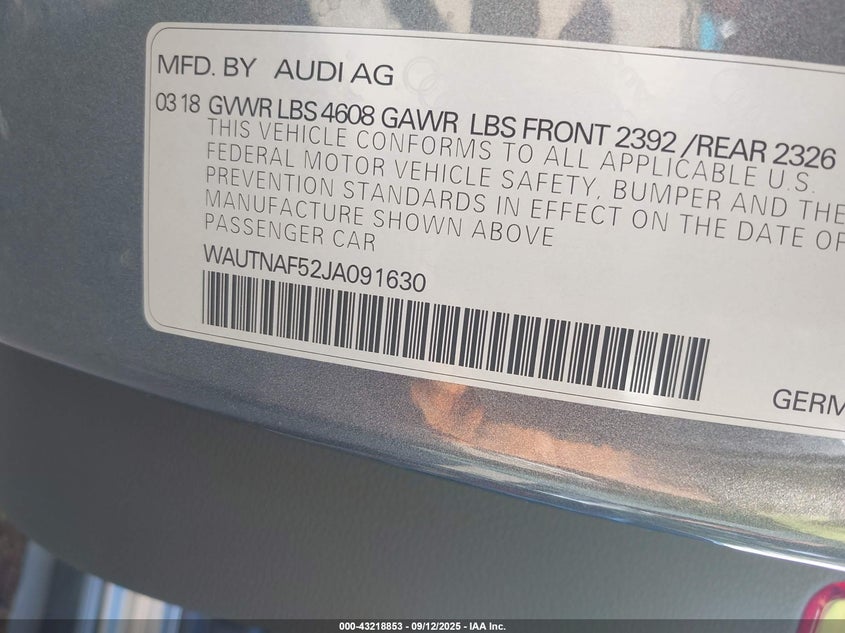 MFD. BY AUDI AG
03 18 GVWR LBS 4608 GAWR LBS FRONT 2392 /REAR 2326
THIS VEHICLE CONFORMS TO ALL APPLICABLE U.S.
FEDERAL MOTOR VEHICLE SAFETY, BUMPER AND THE
PREVENTION STANDARDS IN EFFECT ON THE DATE OF
MANUFACTURE SHOWN ABOVE
PASSENGER CAR
WAUTNAF52JA091630
GERM
000-43218853 - 09/12/2025 - IAA Inc.